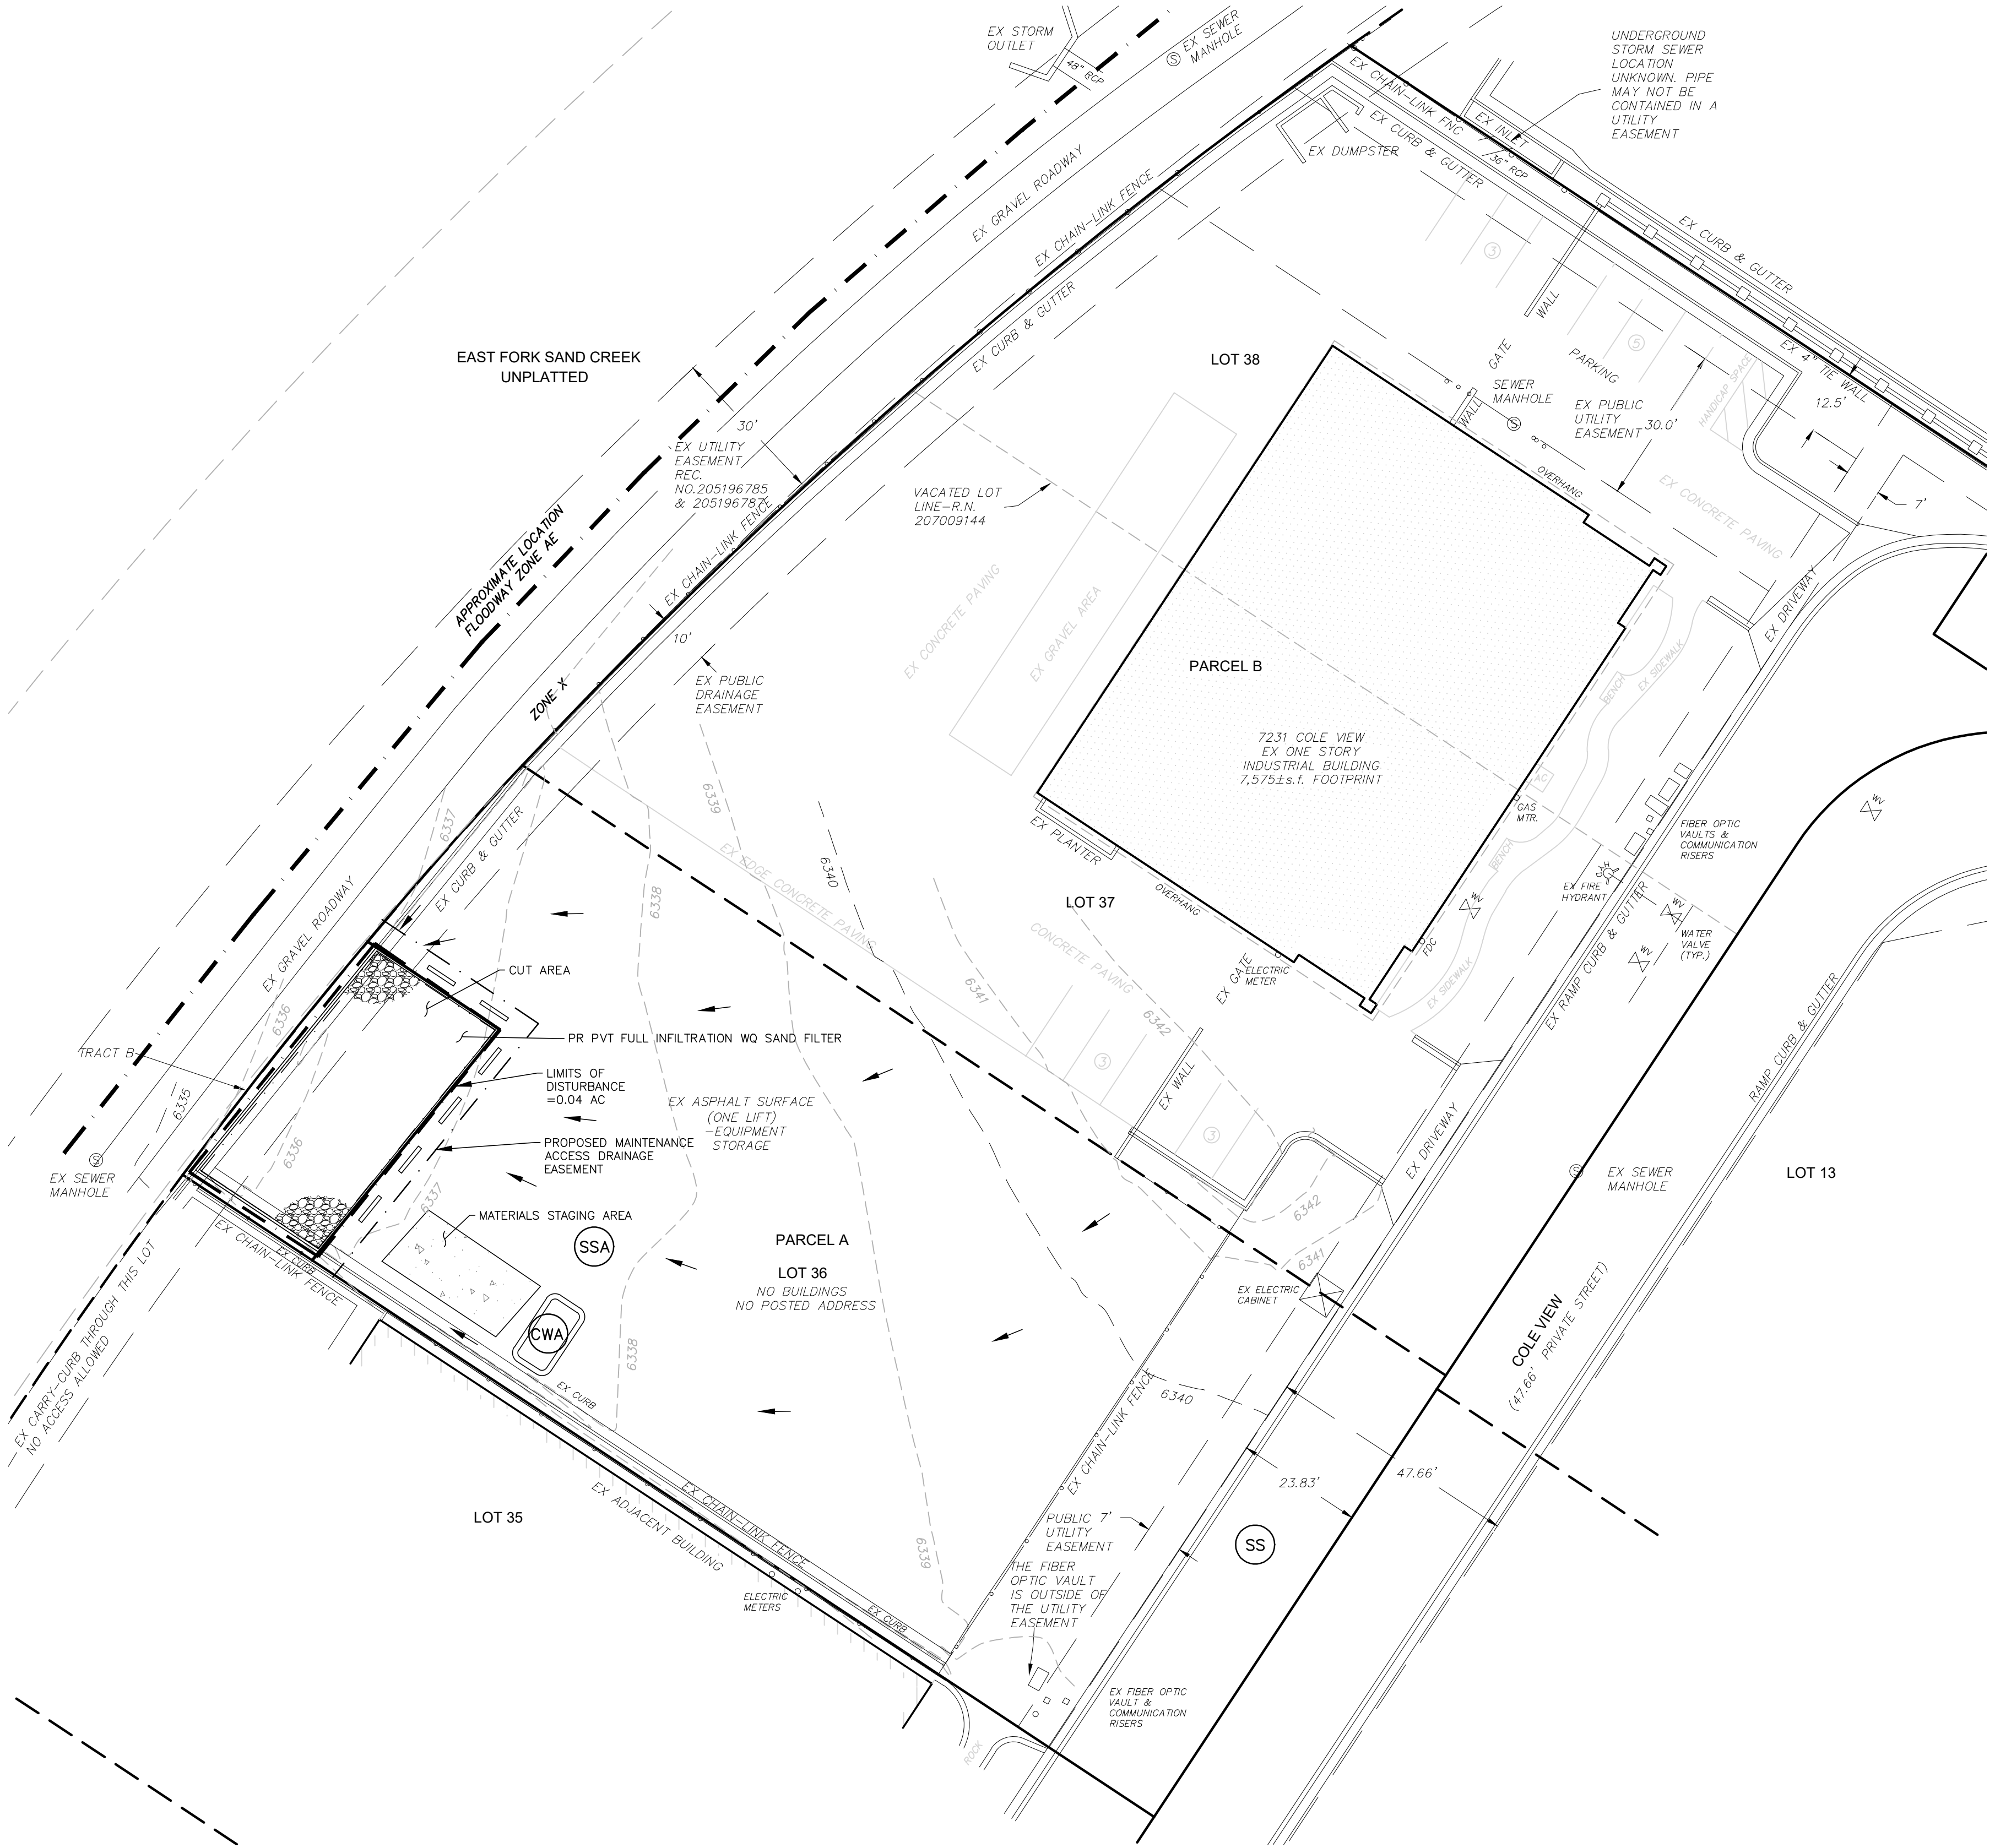 EX STORM
OUTLET
48" RCP
EX SEWER
MANHOLE
UNDERGROUND
STORM SEWER
LOCATION
UNKNOWN. PIPE
MAY NOT BE
CONTAINED IN A
UTILITY
EASEMENT
EX CHAIN-LINK FNC
EX INLET
36" RCP
EX CURB & GUTTER
EX DUMPSTER
EX GRAVEL ROADWAY
EX CHAIN-LINK FENCE
EX CURB & GUTTER
EX CURB & GUTTER
3
5
WALL
GATE
PARKING
HANDICAP SPACE
EX 4" TIE WALL
12.5'
EAST FORK SAND CREEK
UNPLATTED
LOT 38
SEWER
MANHOLE
WALL
EX PUBLIC
UTILITY
EASEMENT
30.0'
30'
EX UTILITY
EASEMENT
REC.
NO.205196785
& 205196787
VACATED LOT
LINE-R.N.
207009144
OVERHANG
EX CONCRETE PAVING
7'
APPROXIMATE LOCATION
FLOODWAY ZONE AE
EX CHAIN-LINK FENCE
10'
EX CONCRETE PAVING
EX GRAVEL AREA
EX DRIVEWAY
PARCEL B
BENCH
EX SIDEWALK
ZONE X
EX PUBLIC
DRAINAGE
EASEMENT
7231 COLE VIEW
EX ONE STORY
INDUSTRIAL BUILDING
7,575±s.f. FOOTPRINT
AC
GAS
MTR.
WV
6337
6339
6338
6340
EX CURB & GUTTER
EX PLANTER
EX EDGE CONCRETE PAVING
OVERHANG
LOT 37
FIBER OPTIC
VAULTS &
COMMUNICATION
RISERS
BENCH
EX FIRE
HYDRANT
WV
WV
WATER
VALVE
(TYP.)
WV
FDC
EX RAMP CURB & GUTTER
CONCRETE PAVING
EX GATE
ELECTRIC
METER
EX SIDEWALK
6341
6342
3
EX WALL
3
EX GRAVEL ROADWAY
6336
CUT AREA
PR PVT FULL INFILTRATION WQ SAND FILTER
TRACT B
6335
LIMITS OF
DISTURBANCE
=0.04 AC
EX ASPHALT SURFACE
(ONE LIFT)
-EQUIPMENT
STORAGE
PROPOSED MAINTENANCE
ACCESS DRAINAGE
EASEMENT
6336
6337
EX SEWER
MANHOLE
EX DRIVEWAY
RAMP CURB & GUTTER
EX SEWER
MANHOLE
LOT 13
MATERIALS STAGING AREA
SSA
PARCEL A
LOT 36
NO BUILDINGS
NO POSTED ADDRESS
6342
6341
EX ELECTRIC
CABINET
EX CHAIN-LINK FENCE
EX CURB
CWA
6338
EX CARRY-CURB THROUGH THIS LOT
NO ACCESS ALLOWED
COLE VIEW
(47.66' PRIVATE STREET)
EX CURB
6340
EX CHAIN-LINK FENCE
23.83'
47.66'
LOT 35
EX ADJACENT BUILDING
EX CHAIN-LINK FENCE
6339
PUBLIC 7'
UTILITY
EASEMENT
SS
THE FIBER
OPTIC VAULT
IS OUTSIDE OF
THE UTILITY
EASEMENT
ELECTRIC
METERS
EX CURB
EX FIBER OPTIC
VAULT &
COMMUNICATION
RISERS
ROCK